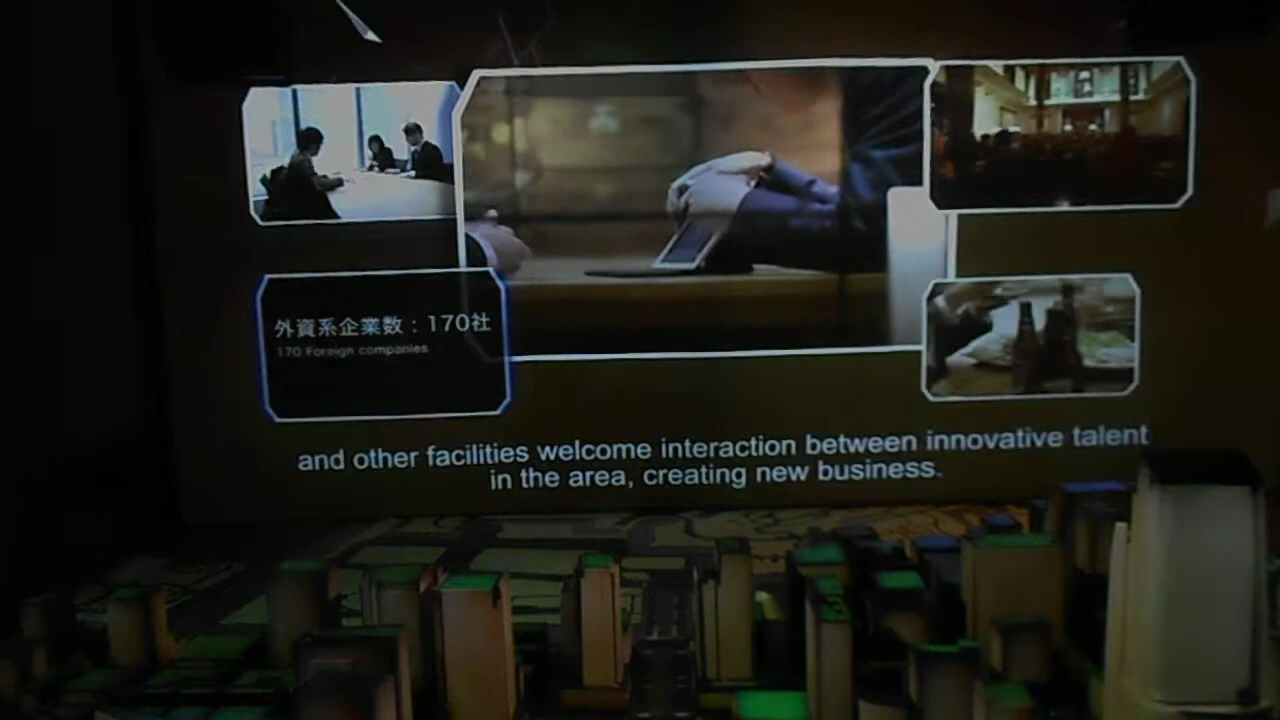 外資系企業数：170社
170 Foreign companies
and other facilities welcome interaction between innovative talent
in the area, creating new business.